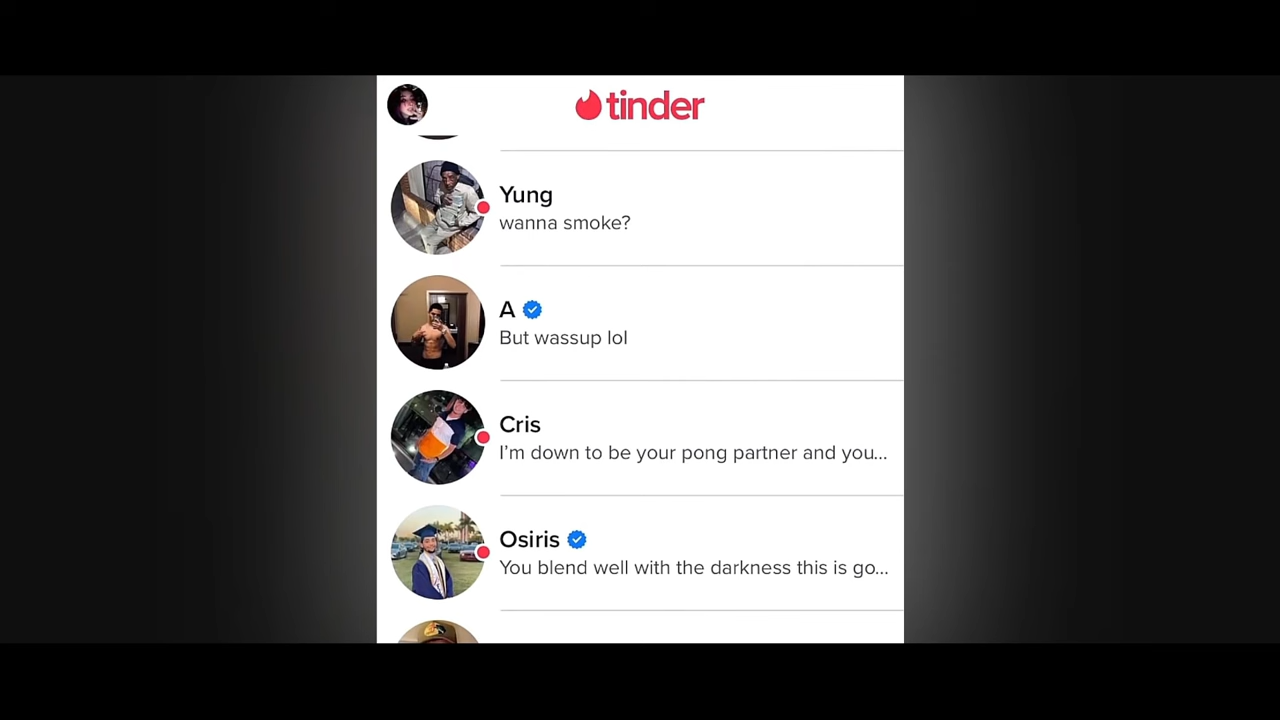 tinder
Yung
wanna smoke?
A
But wassup lol
Cris
I'm down to be your pong partner and you...
Osiris
You blend well with the darkness this is go...